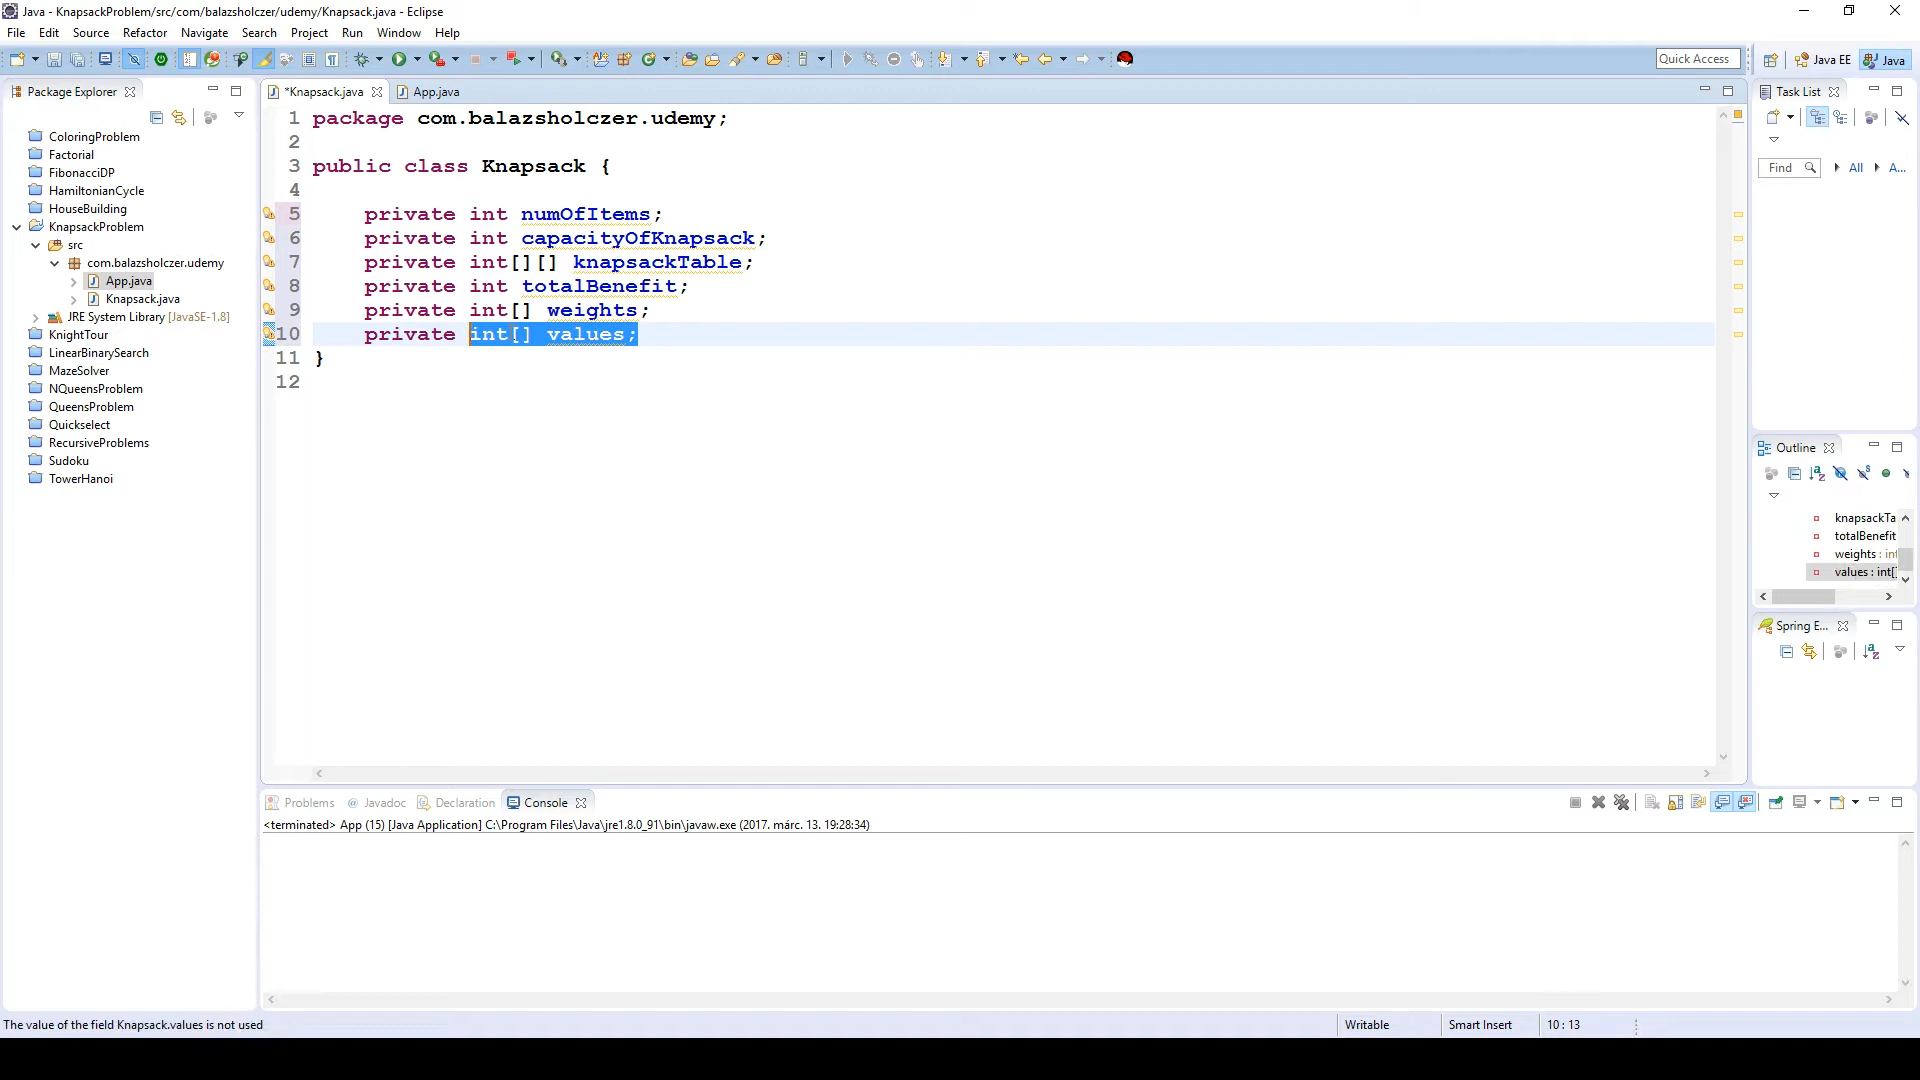 Java - KnapsackProblem/src/com/balazsholczer/udemy/Knapsack.java - Eclipse
File Edit Source Refactor Navigate Search Project Run Window Help
Quick Access
Java EE
Java
Package Explorer
ColoringProblem
Factorial
FibonacciDP
HamiltonianCycle
HouseBuilding
KnapsackProblem
src
com.balazsholczer.udemy
App.java
Knapsack.java
JRE System Library [JavaSE-1.8]
KnightTour
LinearBinarySearch
MazeSolver
NQueensProblem
QueensProblem
Quickselect
RecursiveProblems
Sudoku
TowerHanoi
*Knapsack.java
App.java
1 package com.balazsholczer.udemy;
2
3 public class Knapsack {
4
5 private int numOfItems;
6 private int capacityOfKnapsack;
7 private int[][] knapsackTable;
8 private int totalBenefit;
9 private int[] weights;
10 private int[] values;
11 }
12
Task List
Find All A...
Outline
knapsackTa
totalBenefit
weights : int
values : int[]
Spring E...
Problems @ Javadoc Declaration Console
<terminated> App (15) [Java Application] C:\Program Files\Java\jre1.8.0_91\bin\javaw.exe (2017. márc. 13. 19:28:34)
The value of the field Knapsack.values is not used
Writable
Smart Insert
10 : 13